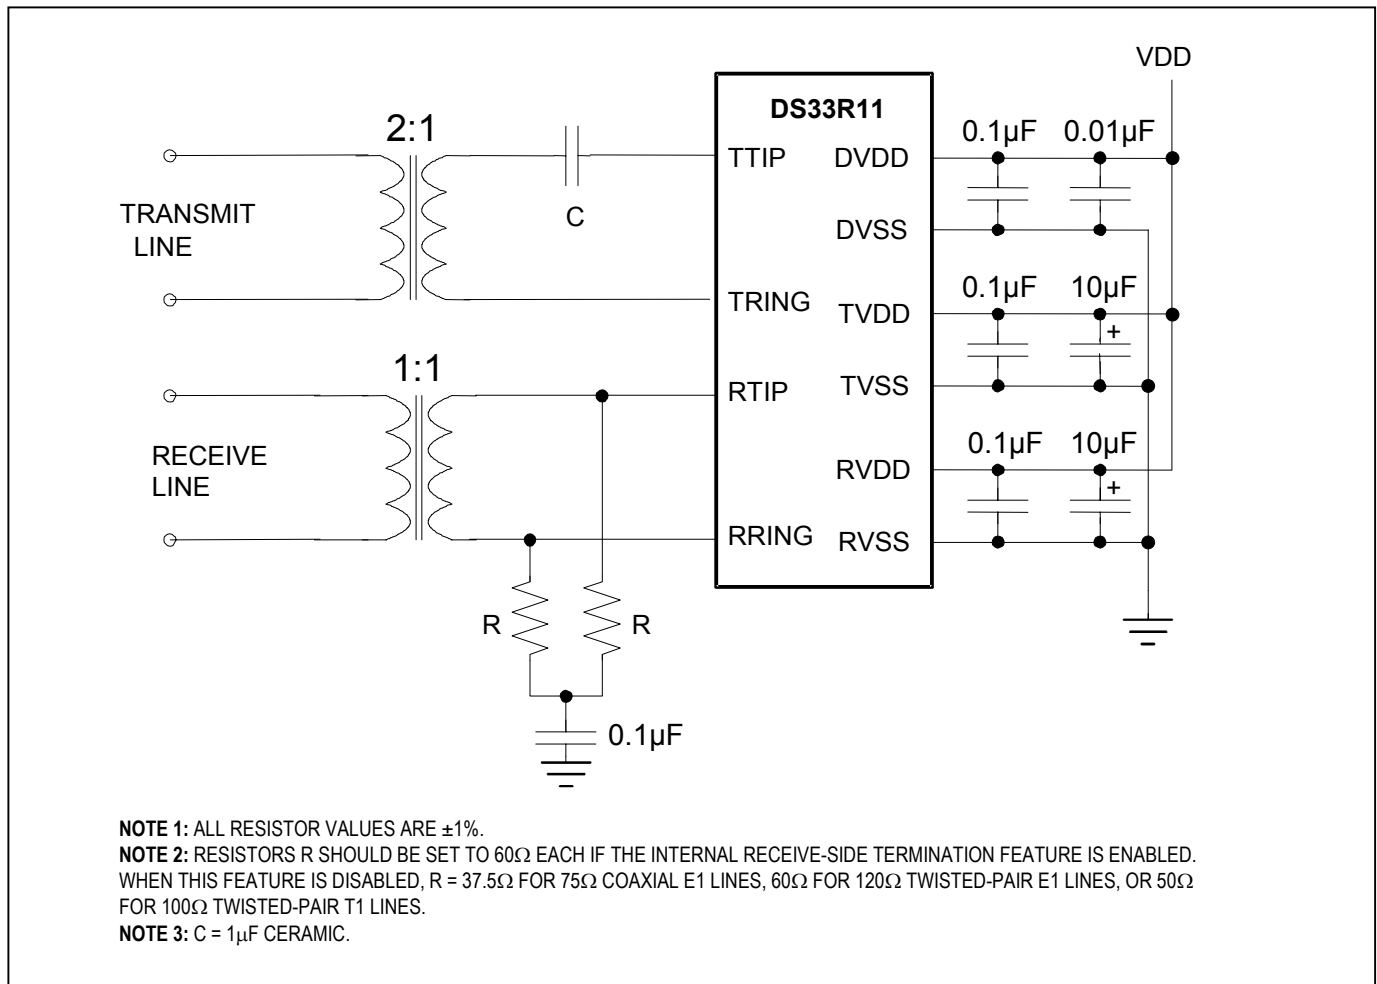 VDD
DS33R11
2:1
0.1µF 0.01µF
TTIP DVDD
TRANSMIT
LINE
C
DVSS
0.1µF 10µF
TRING TVDD
+
1:1
RTIP TVSS
0.1µF 10µF
RECEIVE
LINE
RVDD
+
RRING RVSS
R R
0.1µF
NOTE 1: ALL RESISTOR VALUES ARE ±1%.
NOTE 2: RESISTORS R SHOULD BE SET TO 60Ω EACH IF THE INTERNAL RECEIVE-SIDE TERMINATION FEATURE IS ENABLED.
WHEN THIS FEATURE IS DISABLED, R = 37.5Ω FOR 75Ω COAXIAL E1 LINES, 60Ω FOR 120Ω TWISTED-PAIR E1 LINES, OR 50Ω
FOR 100Ω TWISTED-PAIR T1 LINES.
NOTE 3: C = 1µF CERAMIC.